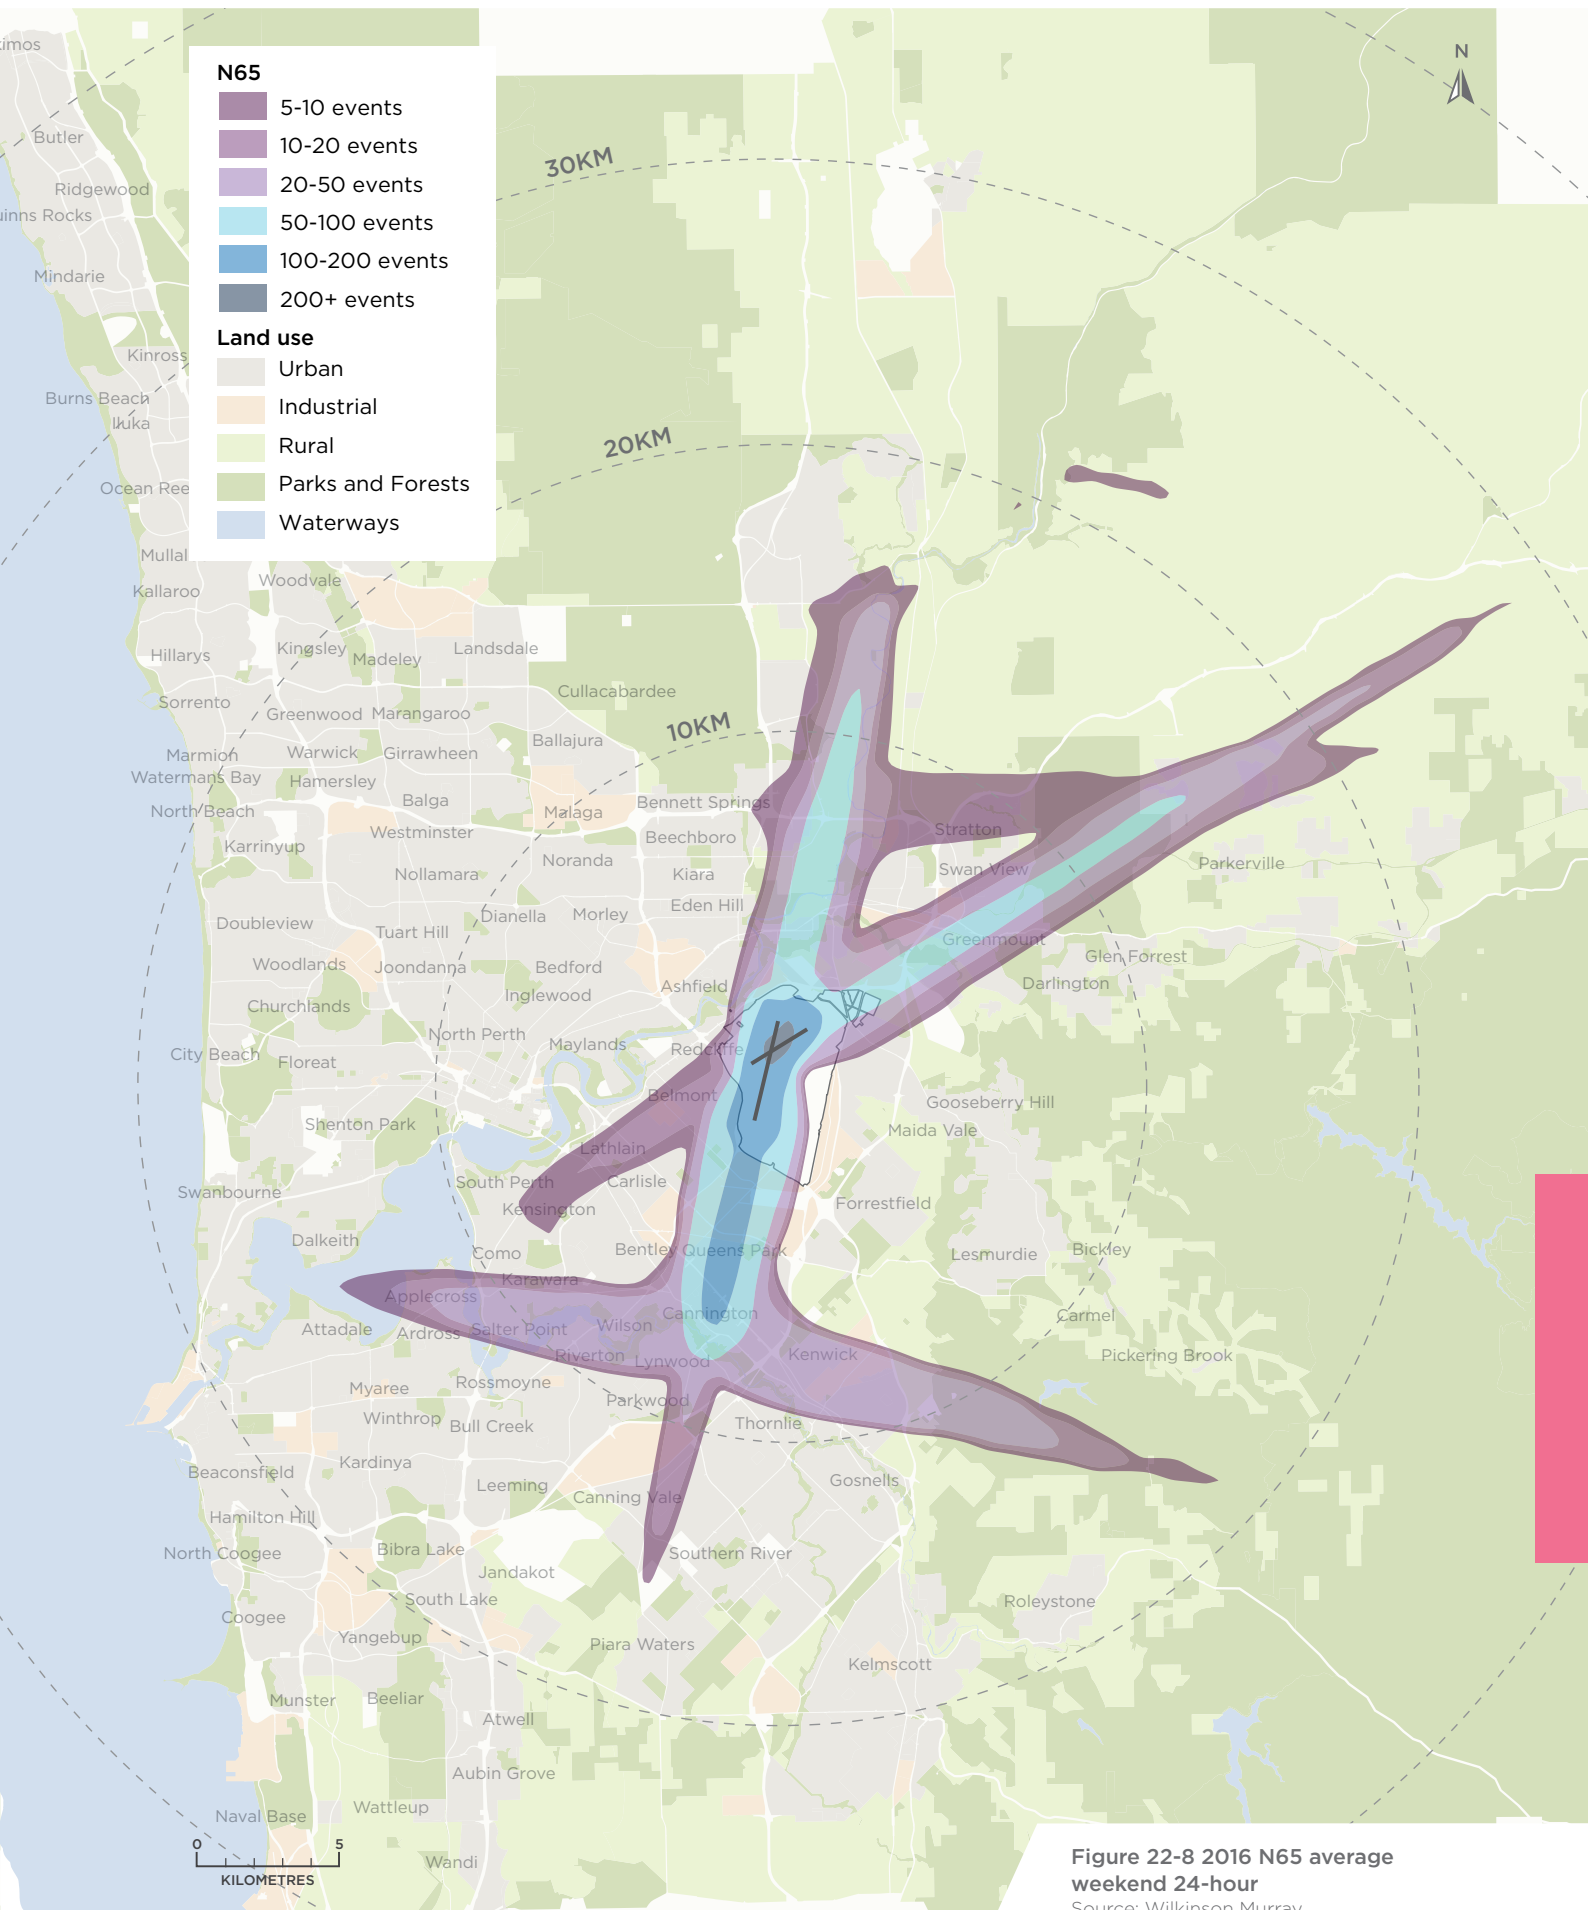 N65
5-10 events
10-20 events
20-50 events
50-100 events
100-200 events
200+ events
Land use
Urban
Industrial
Rural
Parks and Forests
Waterways
N
30KM
20KM
10KM
imos
Butler
Ridgewood
uinns Rocks
Mindarie
Kinross
Burns Beach
Iluka
Ocean Ree
Mullal
Kallaroo
Woodvale
Hillarys
Kingsley
Madeley
Landsdale
Sorrento
Cullacabardee
Greenwood
Marangaroo
Marmion
Warwick
Girrawheen
Ballajura
Watermans Bay
Hamersley
North Beach
Balga
Malaga
Bennett Springs
Karrinyup
Westminster
Beechboro
Stratton
Nollamara
Noranda
Kiara
Swan View
Parkerville
Doubleview
Dianella
Morley
Eden Hill
Tuart Hill
Greenmount
Woodlands
Joondanna
Bedford
Glen Forrest
Churchlands
Inglewood
Ashfield
Darlington
City Beach
Floreat
North Perth
Maylands
Redcliffe
Shenton Park
Belmont
Gooseberry Hill
Maida Vale
Lathlain
Swanbourne
South Perth
Carlisle
Kensington
Forrestfield
Dalkeith
Como
Bentley
Queens Park
Lesmurdie
Bickley
Karawara
Applecross
Cannington
Carmel
Attadale
Ardross
Salter Point
Wilson
Riverton
Lynwood
Kenwick
Pickering Brook
Myaree
Rossmoyne
Parkwood
Winthrop
Bull Creek
Thornlie
Beaconsfield
Kardinya
Leeming
Gosnells
Canning Vale
Hamilton Hill
North Coogee
Bibra Lake
Southern River
Jandakot
South Lake
Coogee
Roleystone
Yangebup
Piara Waters
Kelmscott
Munster
Beeliar
Atwell
Aubin Grove
Wattleup
Naval Base
Wandi
0 5
KILOMETRES
Figure 22-8 2016 N65 average
weekend 24-hour
Source: Wilkinson Murray